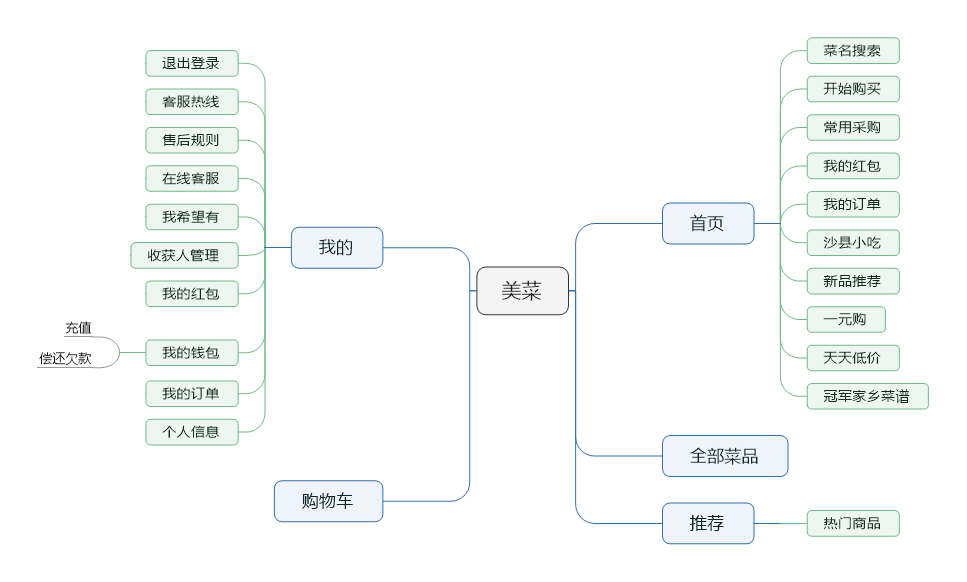 美菜
首页
菜名搜索
开始购买
常用采购
我的红包
我的订单
沙县小吃
新品推荐
一元购
天天低价
冠军家乡菜谱
全部菜品
推荐
热门商品
我的
退出登录
客服热线
售后规则
在线客服
我希望有
收获人管理
我的红包
我的钱包
充值
偿还欠款
我的订单
个人信息
购物车